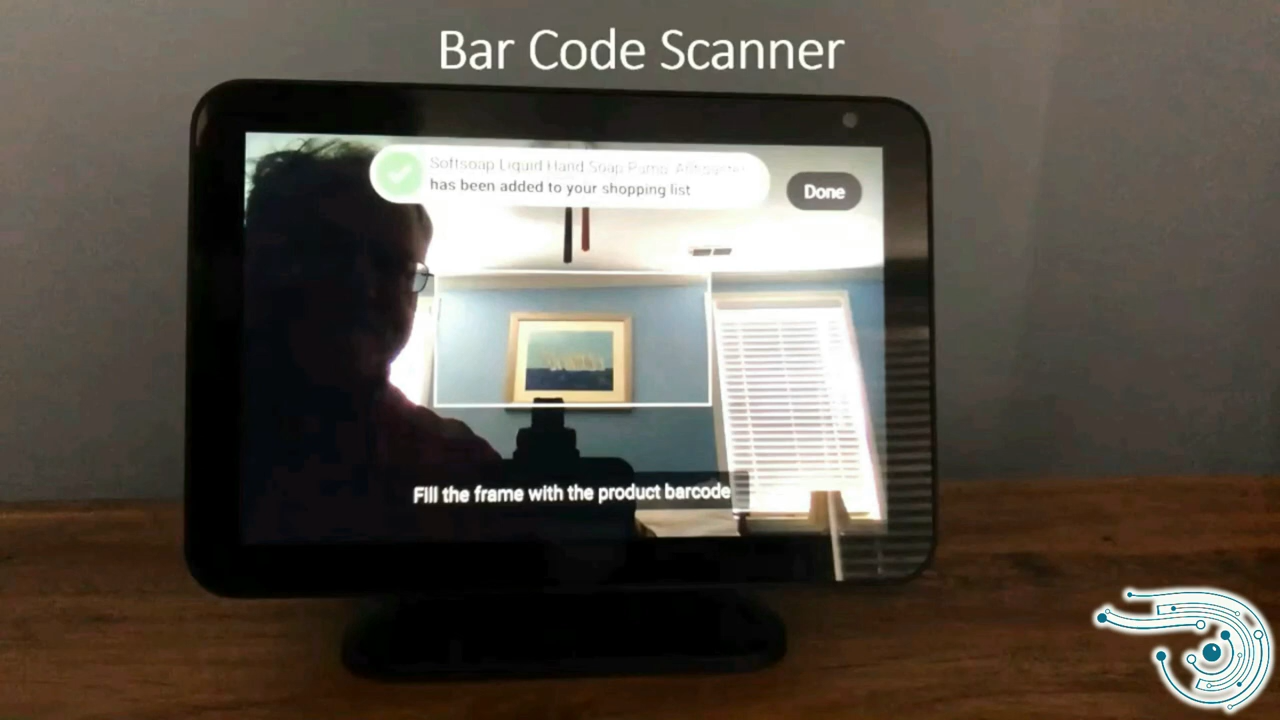 Bar Code Scanner
Softsoap Liquid Hand Soap Pump, 
has been added to your shopping list
Done
Fill the frame with the product barcode